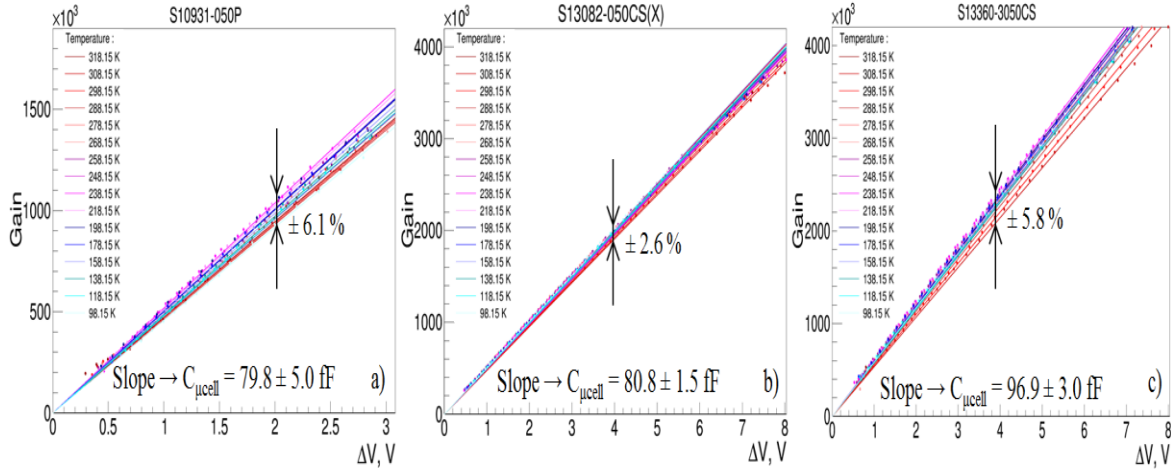 S10931-050P
×10³
Temperature :
318.15 K
308.15 K
298.15 K
288.15 K
278.15 K
268.15 K
258.15 K
248.15 K
238.15 K
218.15 K
198.15 K
178.15 K
158.15 K
138.15 K
118.15 K
98.15 K
1500
1000
500
0
Gain
± 6.1 %
Slope → Cμcell = 79.8 ± 5.0 fF
a)
0 0.5 1 1.5 2 2.5 3
ΔV, V
S13082-050CS(X)
×10³
Temperature :
318.15 K
308.15 K
298.15 K
288.15 K
278.15 K
268.15 K
258.15 K
248.15 K
238.15 K
218.15 K
198.15 K
178.15 K
158.15 K
138.15 K
118.15 K
98.15 K
4000
3000
2000
1000
0
Gain
± 2.6 %
Slope → Cμcell = 80.8 ± 1.5 fF
b)
0 1 2 3 4 5 6 7 8
ΔV, V
S13360-3050CS
×10³
Temperature :
318.15 K
308.15 K
298.15 K
288.15 K
278.15 K
268.15 K
258.15 K
248.15 K
238.15 K
218.15 K
198.15 K
178.15 K
158.15 K
138.15 K
118.15 K
98.15 K
4000
3000
2000
1000
0
Gain
± 5.8 %
Slope → Cμcell = 96.9 ± 3.0 fF
c)
0 1 2 3 4 5 6 7 8
ΔV, V